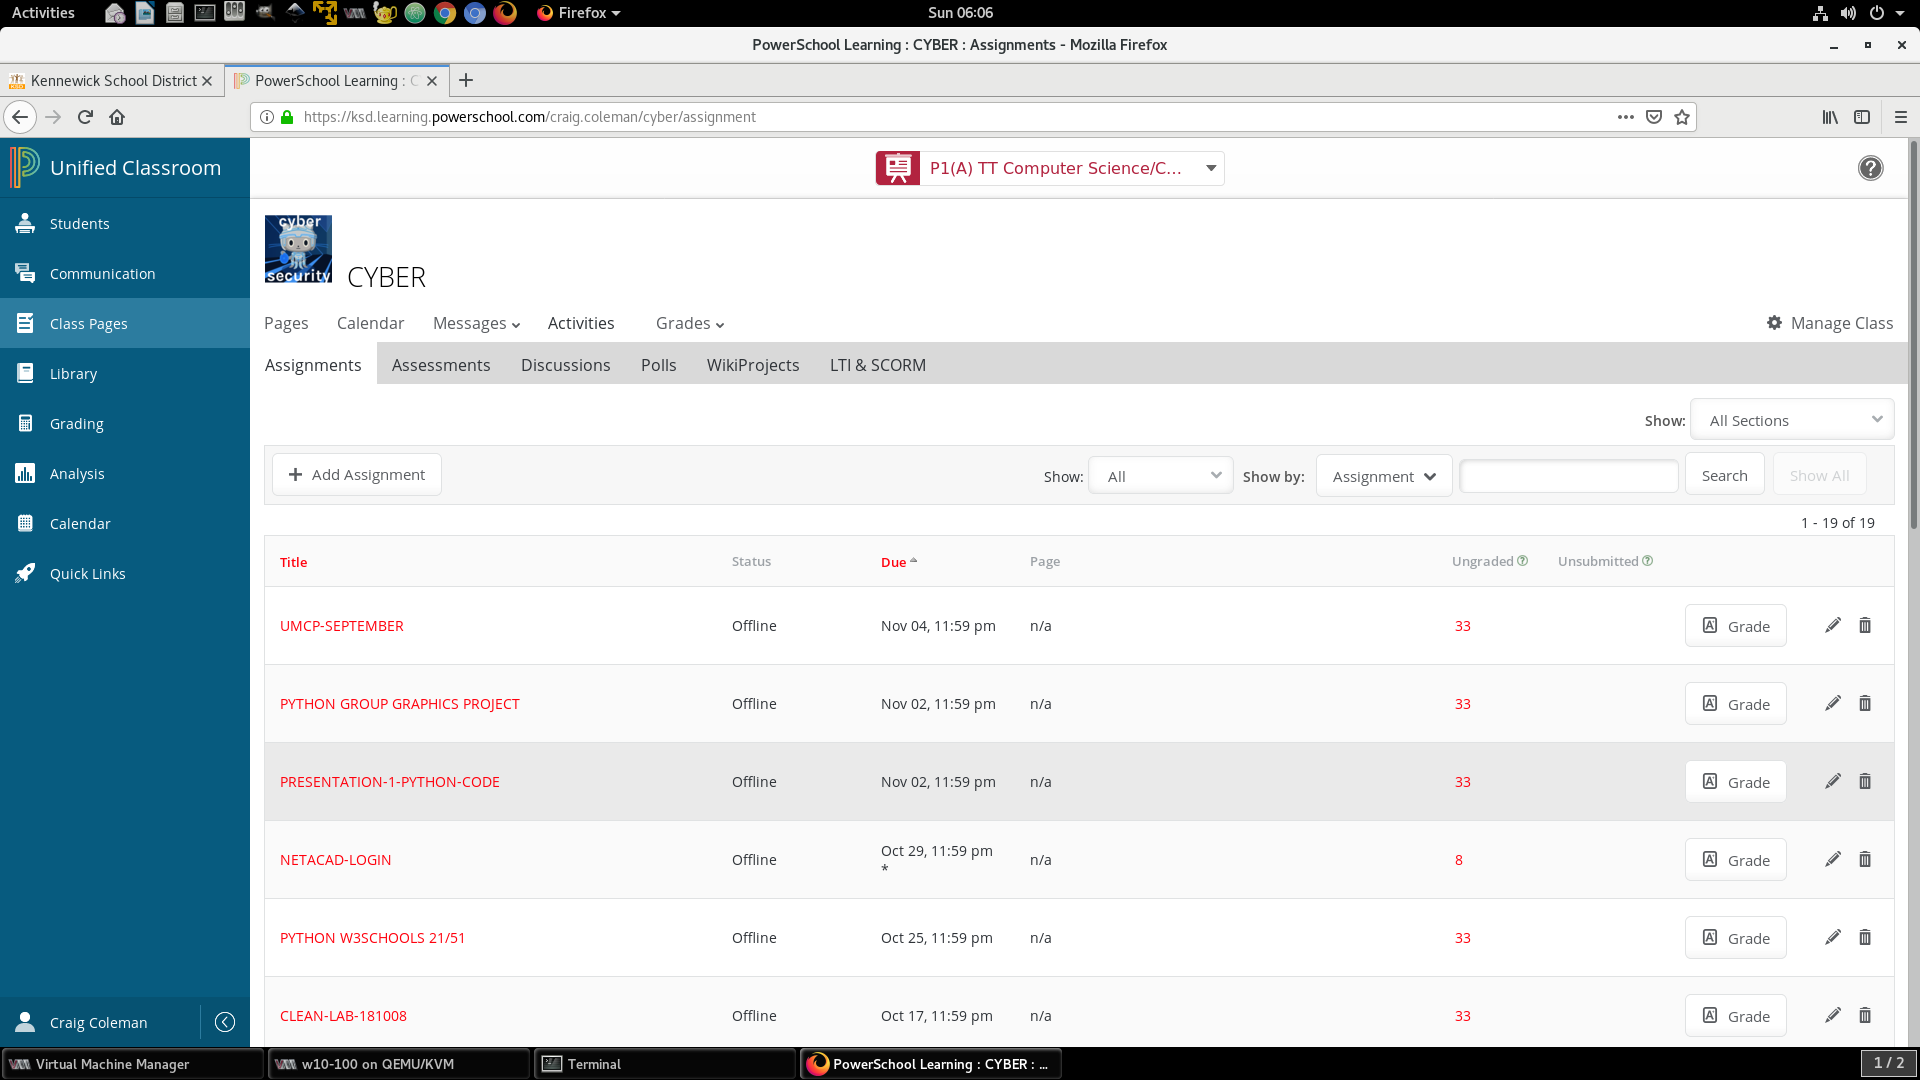 Activities
Firefox
Sun 06:06
PowerSchool Learning : CYBER : Assignments - Mozilla Firefox
Kennewick School District
PowerSchool Learning : C
https://ksd.learning.powerschool.com/craig.coleman/cyber/assignment
Unified Classroom
P1(A) TT Computer Science/C...
Students
Communication
Class Pages
Library
Grading
Analysis
Calendar
Quick Links
cyber
security
CYBER
Pages Calendar Messages Activities Grades Manage Class
Assignments Assessments Discussions Polls WikiProjects LTI & SCORM
Show: All Sections
+ Add Assignment Show: All Show by: Assignment Search Show All
1 - 19 of 19
Title Status Due Page Ungraded ? Unsubmitted ?
UMCP-SEPTEMBER Offline Nov 04, 11:59 pm n/a 33 Grade
PYTHON GROUP GRAPHICS PROJECT Offline Nov 02, 11:59 pm n/a 33 Grade
PRESENTATION-1-PYTHON-CODE Offline Nov 02, 11:59 pm n/a 33 Grade
NETACAD-LOGIN Offline Oct 29, 11:59 pm * n/a 8 Grade
PYTHON W3SCHOOLS 21/51 Offline Oct 25, 11:59 pm n/a 33 Grade
CLEAN-LAB-181008 Offline Oct 17, 11:59 pm n/a 33 Grade
Craig Coleman
Virtual Machine Manager
w10-100 on QEMU/KVM
Terminal
PowerSchool Learning : CYBER : ...
1 / 2